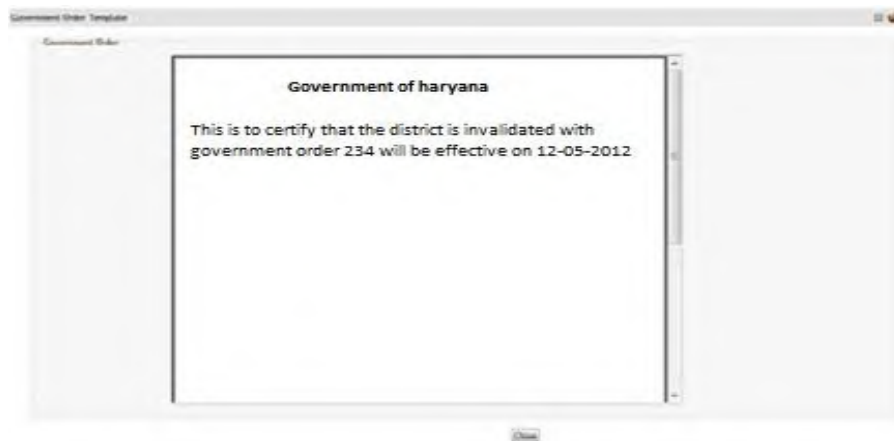 Government Order Template
Government Order
Government of haryana
This is to certify that the district is invalidated with
government order 234 will be effective on 12-05-2012
Close